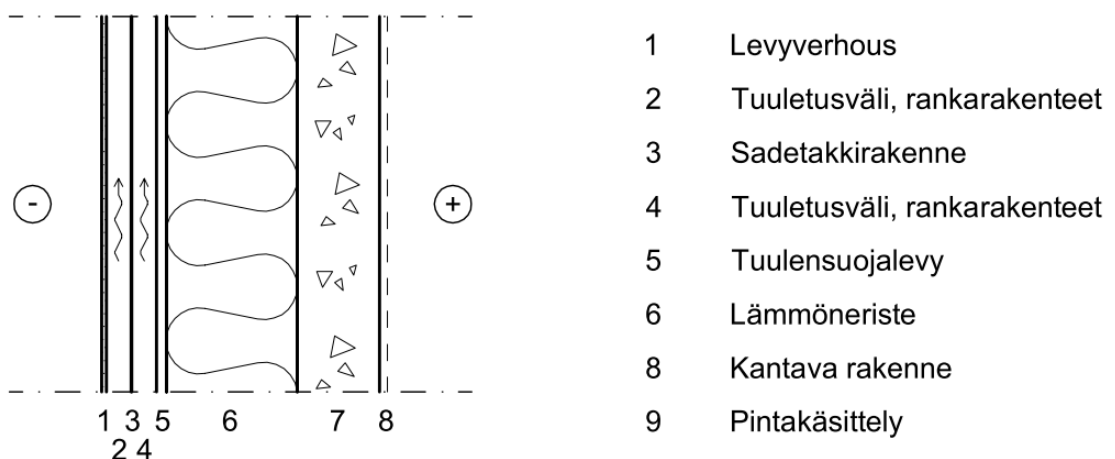 1 Levyverhous
2 Tuuletusväli, rankarakenteet
3 Sadetakkirakenne
4 Tuuletusväli, rankarakenteet
5 Tuulensuojalevy
6 Lämmöneriste
8 Kantava rakenne
9 Pintakäsittely
- +
1 3 5 6 7 8
2 4